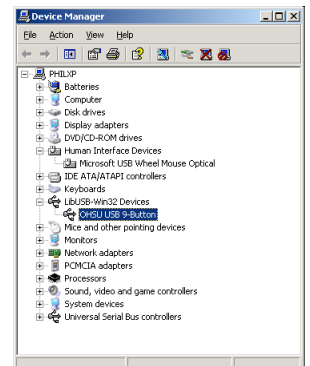 Device Manager
File Action View Help
PHILXP
Batteries
Computer
Disk drives
Display adapters
DVD/CD-ROM drives
Human Interface Devices
Microsoft USB Wheel Mouse Optical
IDE ATA/ATAPI controllers
Keyboards
LibUSB-Win32 Devices
OHSU USB 9-Button
Mice and other pointing devices
Monitors
Network adapters
PCMCIA adapters
Processors
Sound, video and game controllers
System devices
Universal Serial Bus controllers